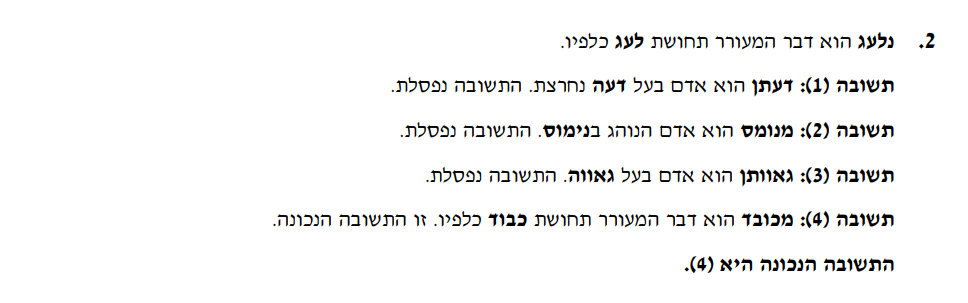 2. נלעג הוא דבר המעורר תחושת לעג כלפיו.
תשובה (1): דעתן הוא אדם בעל דעה נחרצת. התשובה נפסלת.
תשובה (2): מנומס הוא אדם הנוהג בנימוס. התשובה נפסלת.
תשובה (3): גאוותן הוא אדם בעל גאווה. התשובה נפסלת.
תשובה (4): מכובד הוא דבר המעורר תחושת כבוד כלפיו. זו התשובה הנכונה.
התשובה הנכונה היא (4).